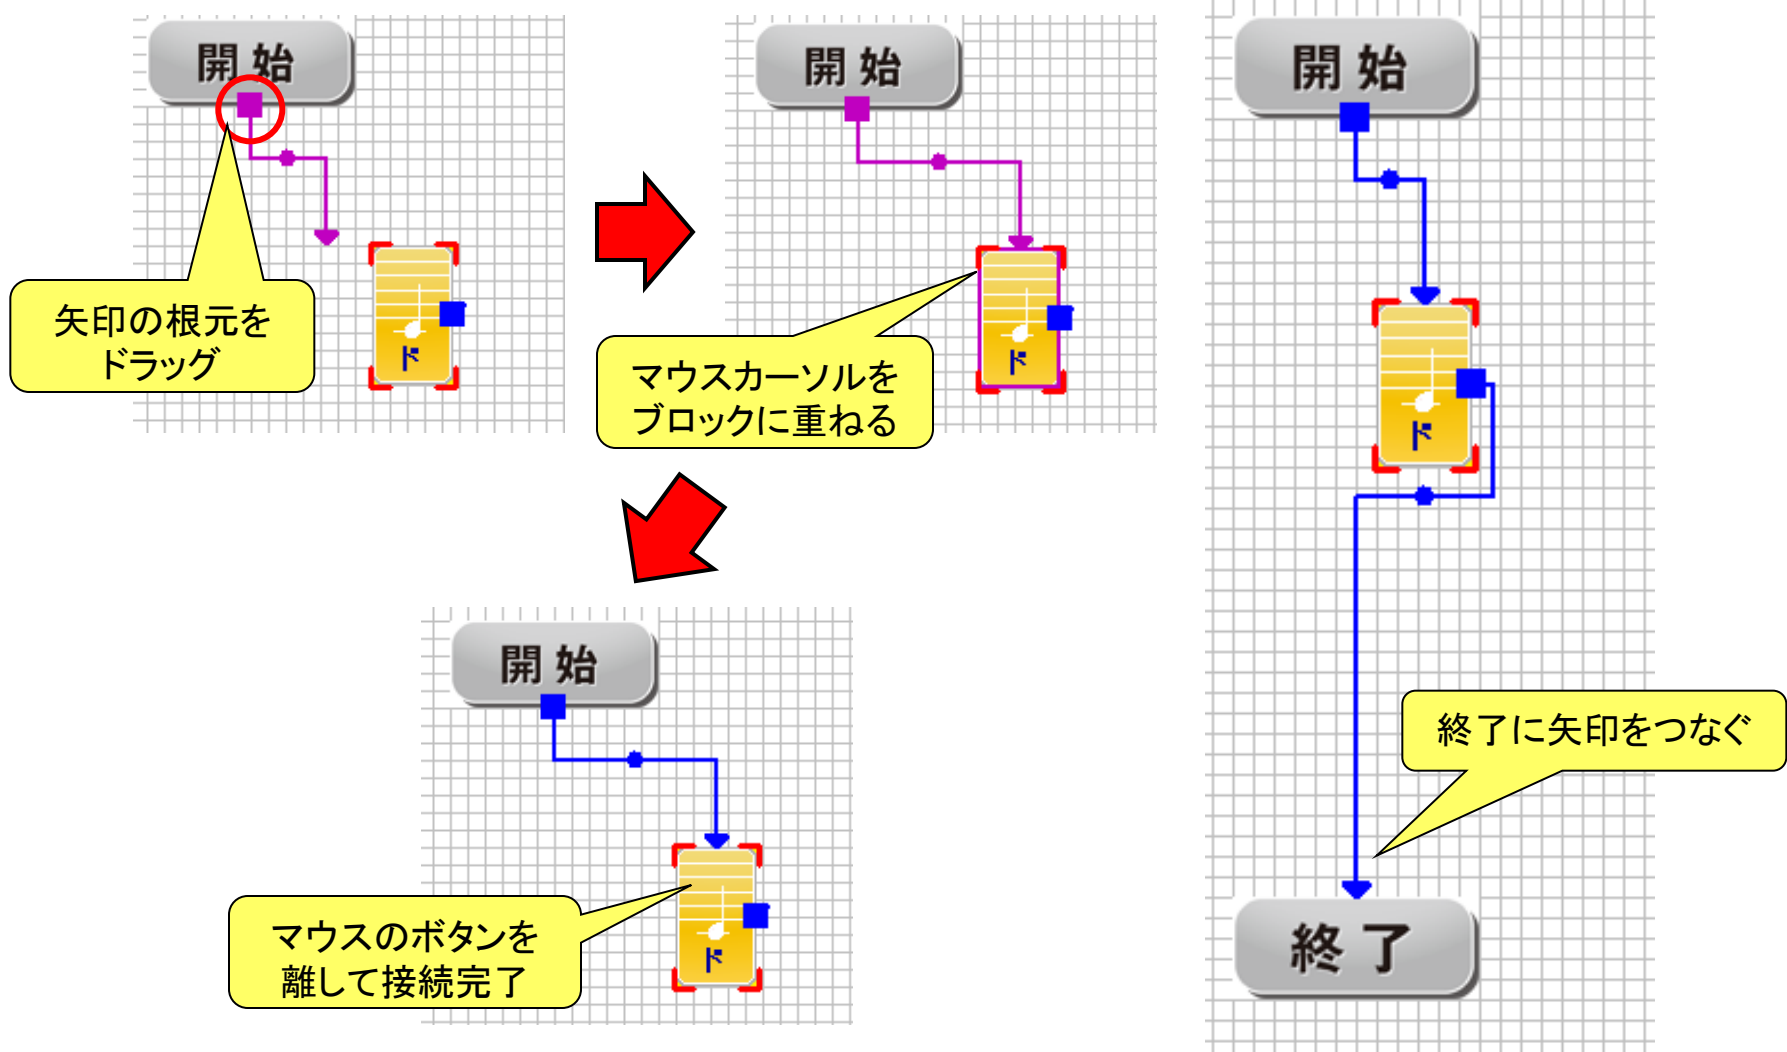 開始
矢印の根元を
ドラッグ
ド
開始
マウスカーソルを
ブロックに重ねる
ド
開始
マウスのボタンを
離して接続完了
ド
開始
ド
終了に矢印をつなぐ
終了